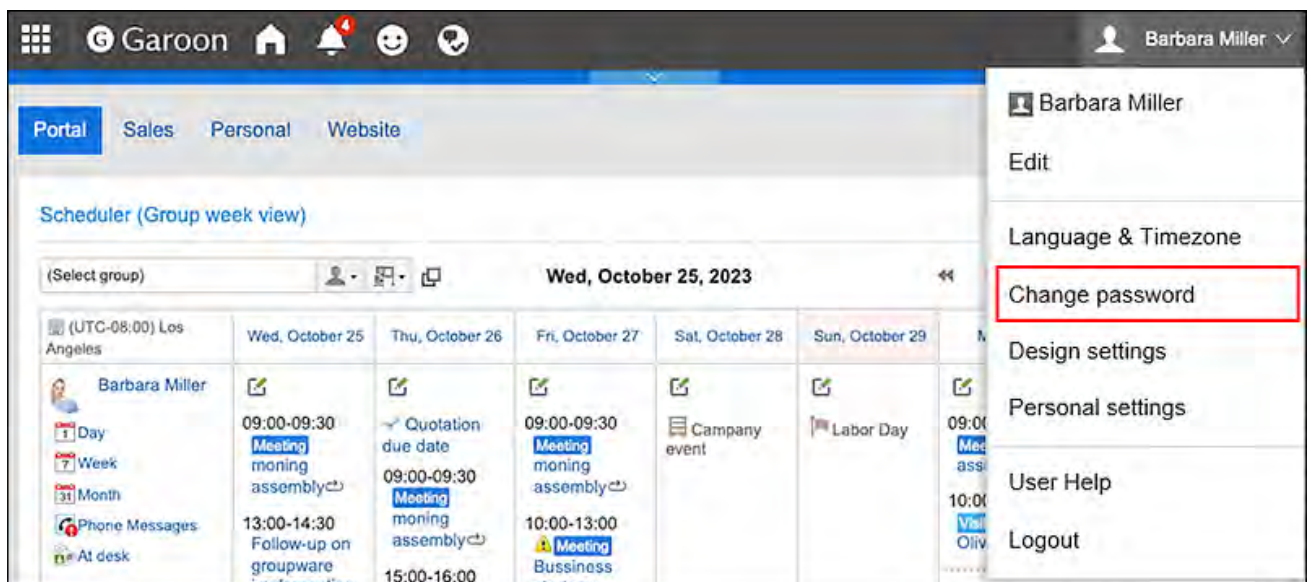 Garoon 4 Barbara Miller
Portal Sales Personal Website
Scheduler (Group week view)
(Select group) Wed, October 25, 2023
(UTC-08:00) Los Angeles
Wed, October 25
Thu, October 26
Fri, October 27
Sat, October 28
Sun, October 29
Barbara Miller
1 Day
7 Week
31 Month
Phone Messages
At desk
09:00-09:30
Meeting
moning
assembly
13:00-14:30
Follow-up on
groupware
Quotation
due date
09:00-09:30
Meeting
moning
assembly
15:00-16:00
09:00-09:30
Meeting
moning
assembly
10:00-13:00
Meeting
Bussiness
Campany
event
Labor Day
Barbara Miller
Edit
Language & Timezone
Change password
Design settings
Personal settings
User Help
Logout